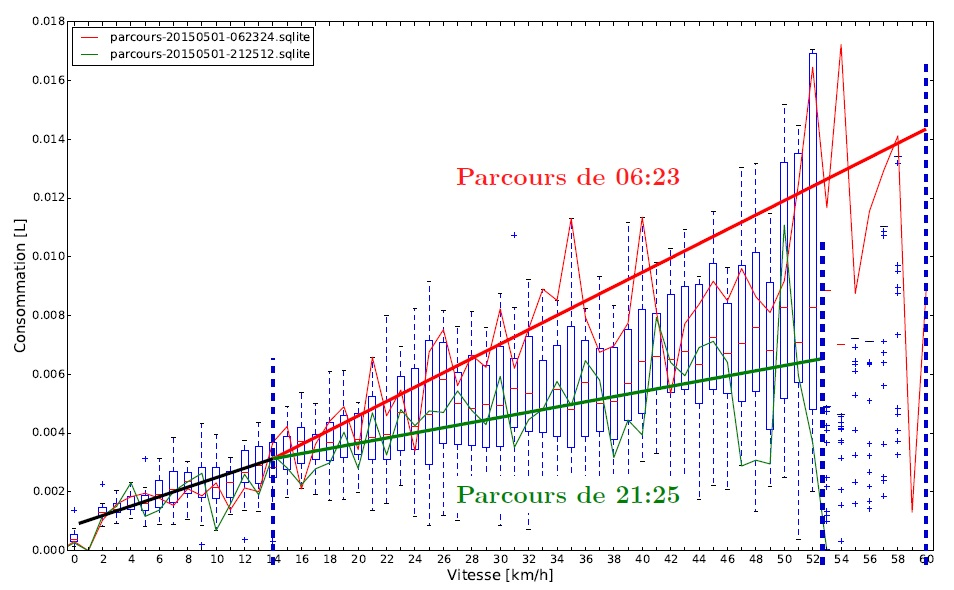 0.018
parcours-20150501-062324.sqlite
parcours-20150501-212512.sqlite
0.016
0.014
Parcours de 06:23
0.012
0.010
Consommation [L]
0.008
0.006
0.004
Parcours de 21:25
0.002
0.000
0 2 4 6 8 10 12 14 16 18 20 22 24 26 28 30 32 34 36 38 40 42 44 46 48 50 52 54 56 58 60
Vitesse [km/h]